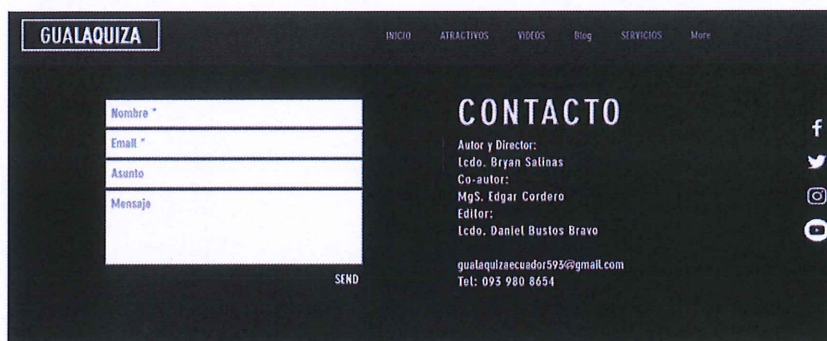 GUALAQUIZA
INICIO ATRACTIVOS VIDEOS Blog SERVICIOS More
Nombre *
Email *
Asunto
Mensaje
SEND
CONTACTO
Autor y Director:
Lcdo. Bryan Salinas
Co-autor:
MgS. Edgar Cordero
Editor:
Lcdo. Daniel Bustos Bravo
gualaquizaecuador593@gmail.com
Tel: 093 980 8654